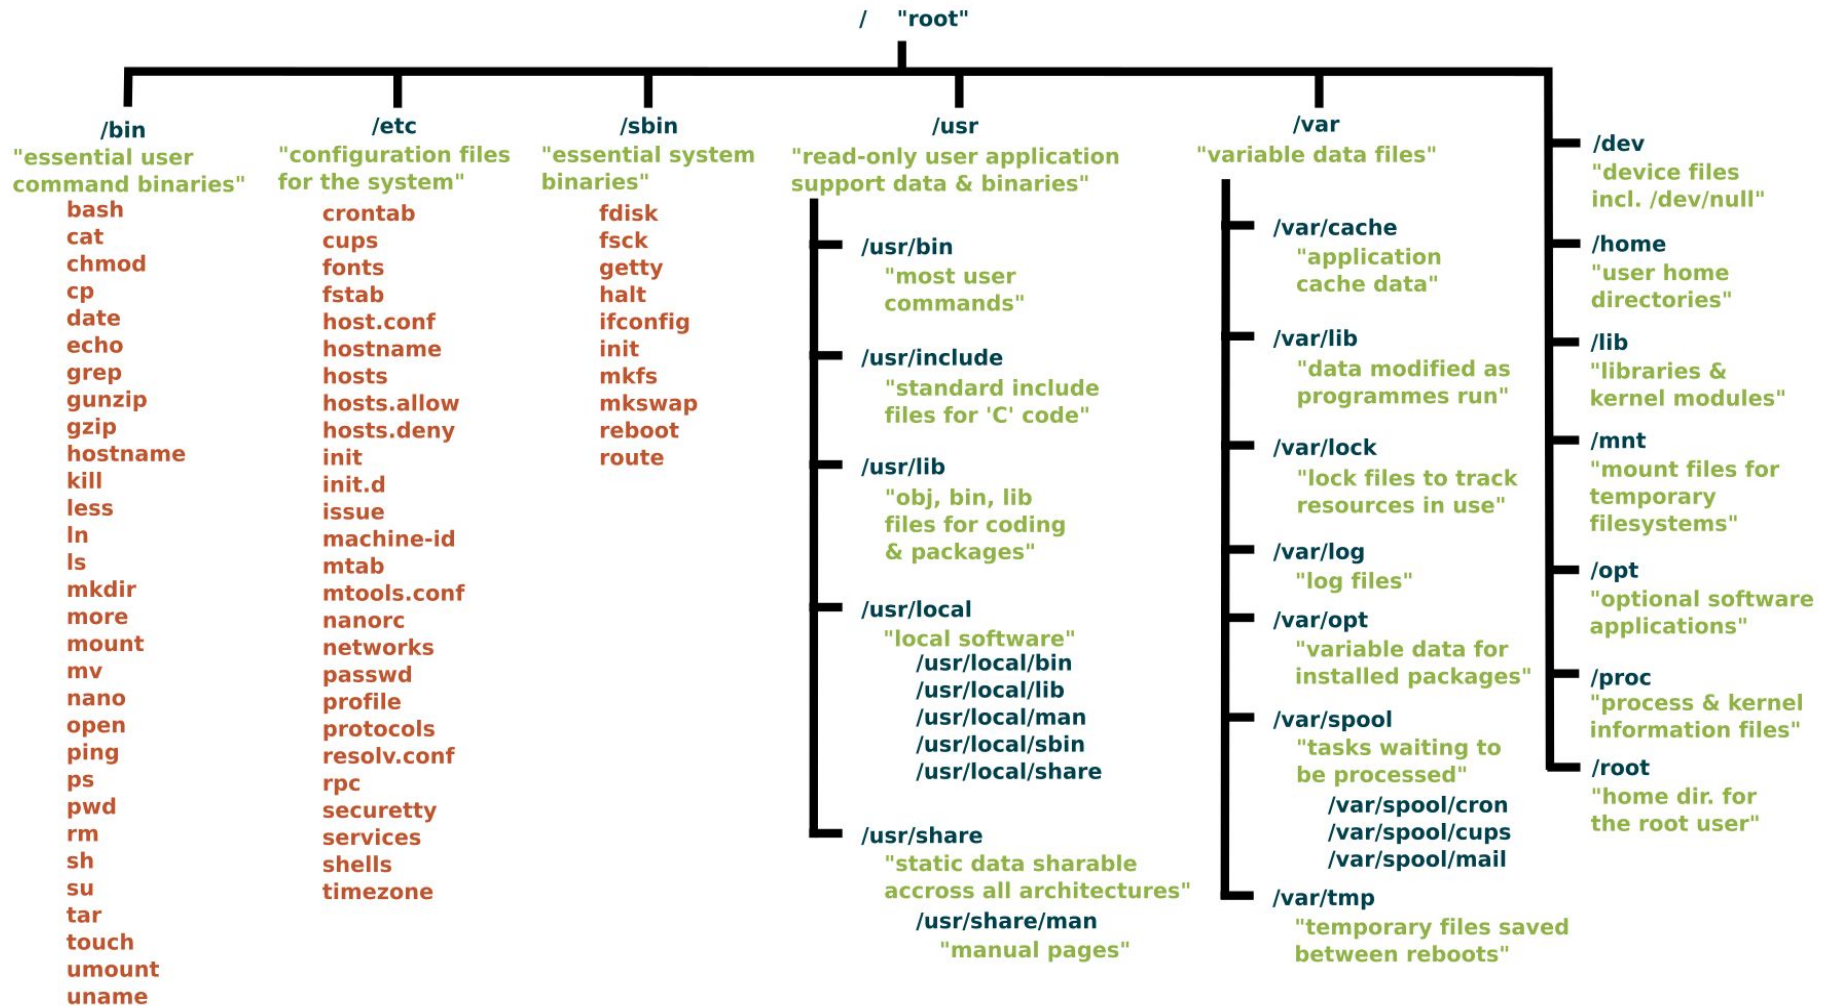 / "root"
/bin
"essential user
command binaries"
bash
cat
chmod
cp
date
echo
grep
gunzip
gzip
hostname
kill
less
ln
ls
mkdir
more
mount
mv
nano
open
ping
ps
pwd
rm
sh
su
tar
touch
umount
uname
/etc
"configuration files
for the system"
crontab
cups
fonts
fstab
host.conf
hostname
hosts
hosts.allow
hosts.deny
init
init.d
issue
machine-id
mtab
mtools.conf
nanorc
networks
passwd
profile
protocols
resolv.conf
rpc
securetty
services
shells
timezone
/sbin
"essential system
binaries"
fdisk
fsck
getty
halt
ifconfig
init
mkfs
mkswap
reboot
route
/usr
"read-only user application
support data & binaries"
/usr/bin
"most user
commands"
/usr/include
"standard include
files for 'C' code"
/usr/lib
"obj, bin, lib
files for coding
& packages"
/usr/local
"local software"
/usr/local/bin
/usr/local/lib
/usr/local/man
/usr/local/sbin
/usr/local/share
/usr/share
"static data sharable
accross all architectures"
/usr/share/man
"manual pages"
/var
"variable data files"
/var/cache
"application
cache data"
/var/lib
"data modified as
programmes run"
/var/lock
"lock files to track
resources in use"
/var/log
"log files"
/var/opt
"variable data for
installed packages"
/var/spool
"tasks waiting to
be processed"
/var/spool/cron
/var/spool/cups
/var/spool/mail
/var/tmp
"temporary files saved
between reboots"
/dev
"device files
incl. /dev/null"
/home
"user home
directories"
/lib
"libraries &
kernel modules"
/mnt
"mount files for
temporary
filesystems"
/opt
"optional software
applications"
/proc
"process & kernel
information files"
/root
"home dir. for
the root user"